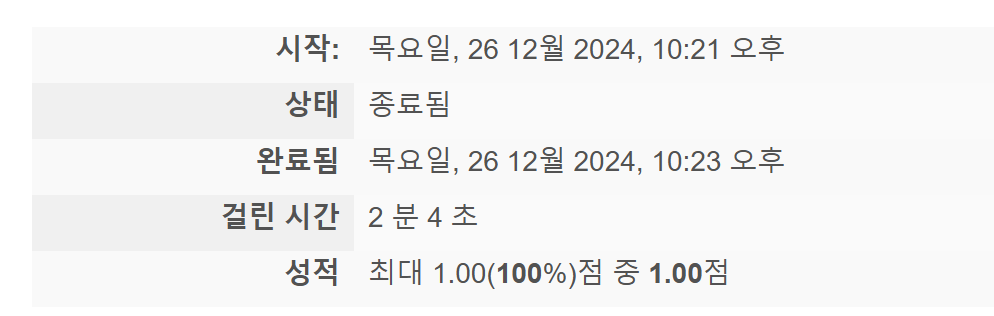 시작: 목요일, 26 12월 2024, 10:21 오후
상태 종료됨
완료됨 목요일, 26 12월 2024, 10:23 오후
걸린 시간 2 분 4 초
성적 최대 1.00(100%)점 중 1.00점